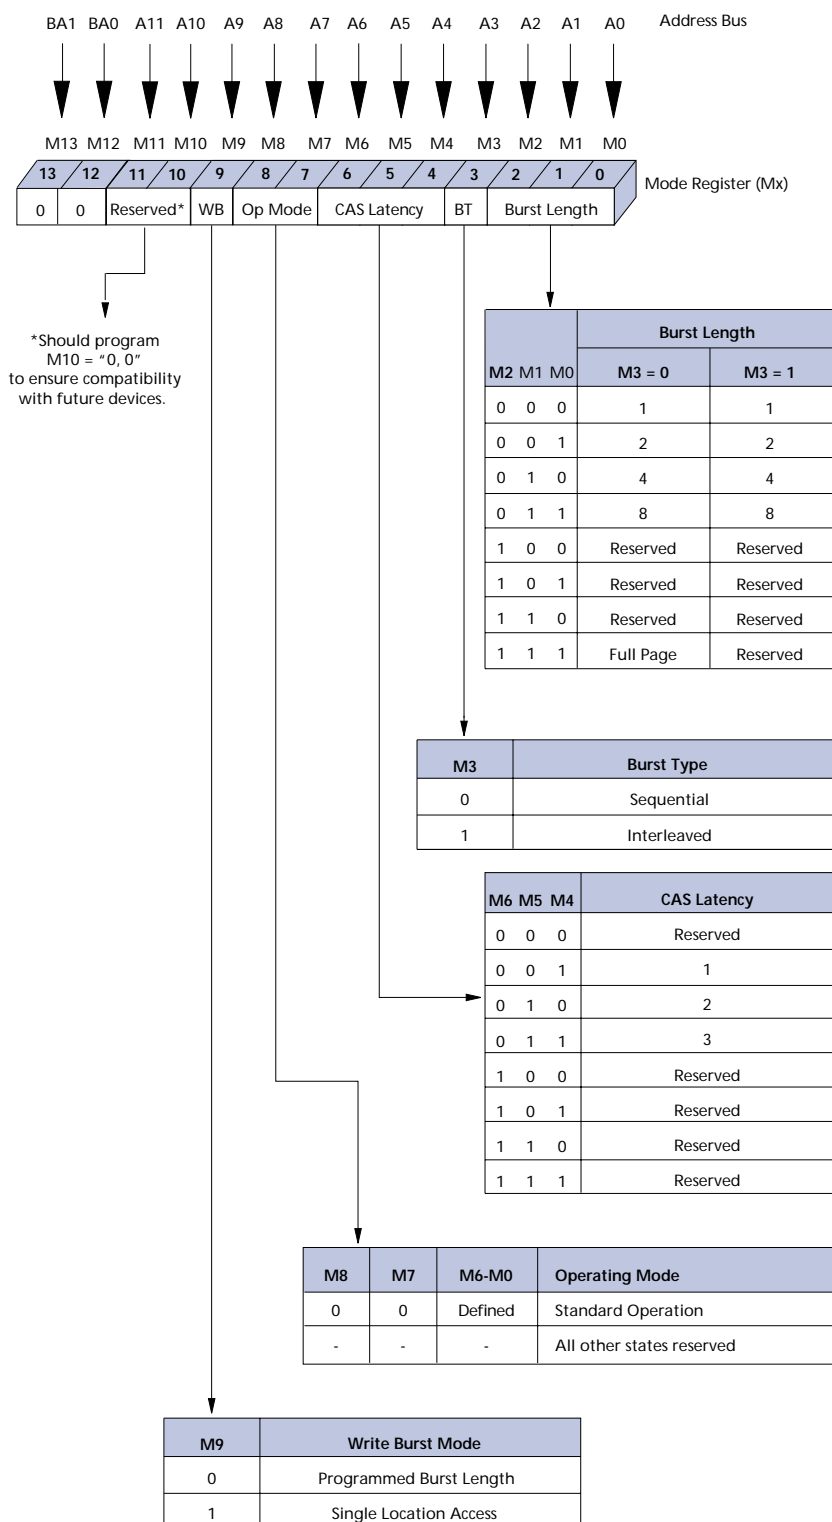 BA1 BA0 A11 A10 A9 A8 A7 A6 A5 A4 A3 A2 A1 A0 Address Bus
M13 M12 M11 M10 M9 M8 M7 M6 M5 M4 M3 M2 M1 M0
13 12 11 10 9 8 7 6 5 4 3 2 1 0
Mode Register (Mx)
0 0 Reserved* WB Op Mode CAS Latency BT Burst Length
*Should program
M10 = “0, 0”
to ensure compatibility
with future devices.
Burst Length
M2 M1 M0 M3 = 0 M3 = 1
0 0 0 1 1
0 0 1 2 2
0 1 0 4 4
0 1 1 8 8
1 0 0 Reserved Reserved
1 0 1 Reserved Reserved
1 1 0 Reserved Reserved
1 1 1 Full Page Reserved
M3 Burst Type
0 Sequential
1 Interleaved
M6 M5 M4 CAS Latency
0 0 0 Reserved
0 0 1 1
0 1 0 2
0 1 1 3
1 0 0 Reserved
1 0 1 Reserved
1 1 0 Reserved
1 1 1 Reserved
M8 M7 M6-M0 Operating Mode
0 0 Defined Standard Operation
- - - All other states reserved
M9 Write Burst Mode
0 Programmed Burst Length
1 Single Location Access